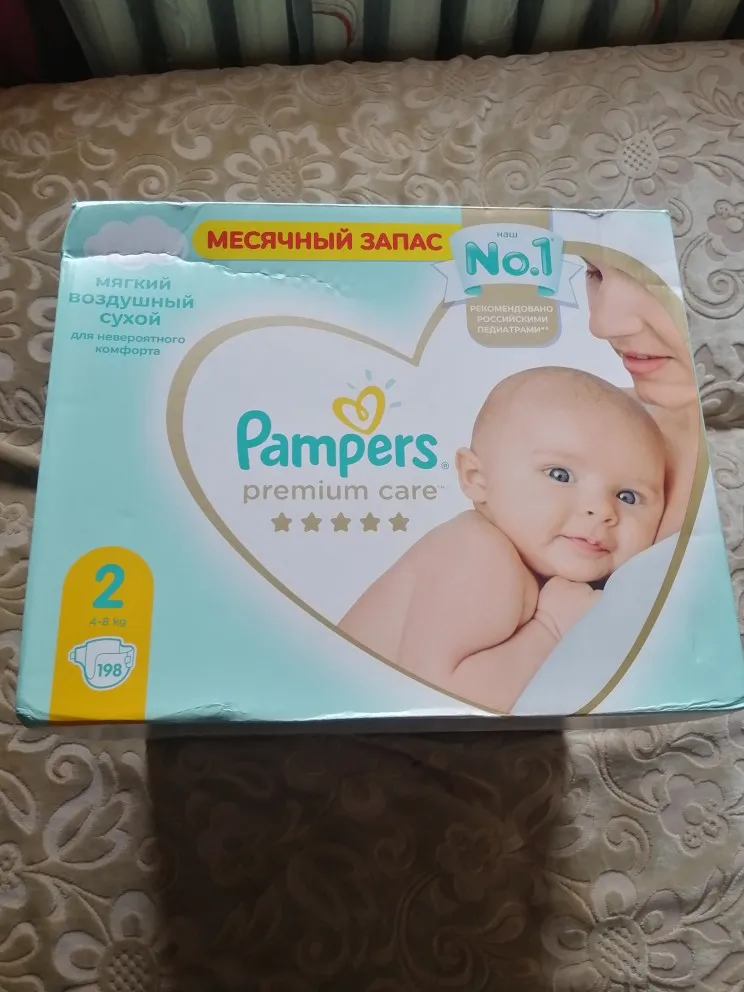 МЕСЯЧНЫЙ ЗАПАС
наш
No.1
РЕКОМЕНДОВАНО
РОССИЙСКИМИ
ПЕДИАТРАМИ**
МЯГКИЙ
ВОЗДУШНЫЙ
СУХОЙ
для невероятного
комфорта
Pampers®
premium care™
2
4-8 kg
198